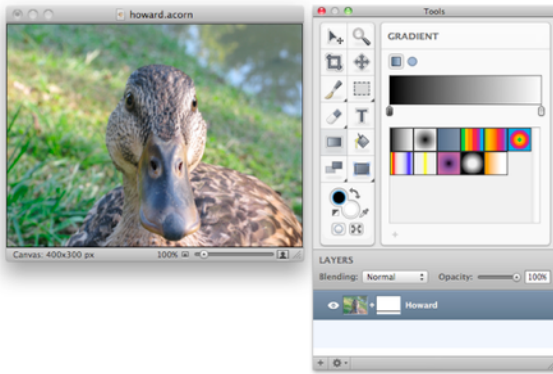 howard.acorn
Canvas: 400x300 px
100%
Tools
GRADIENT
T
LAYERS
Blending: Normal
Opacity: 100%
Howard